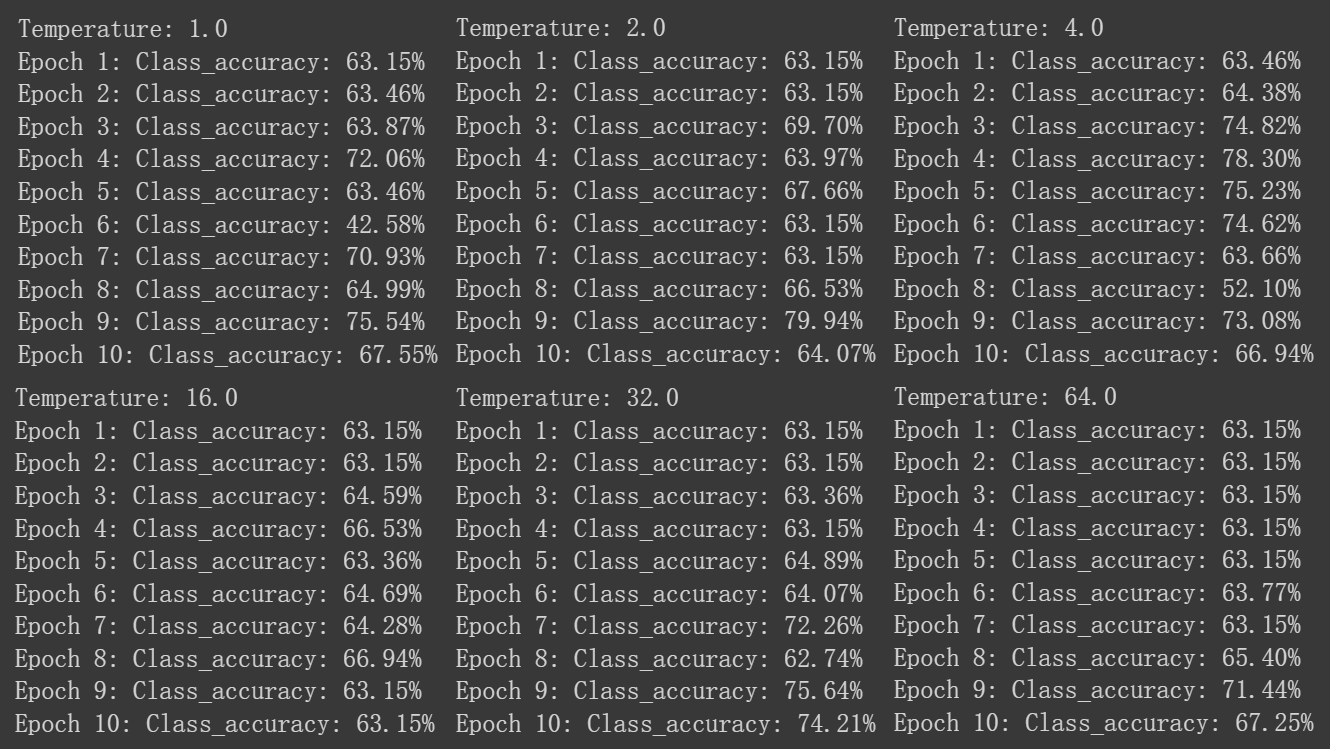 Temperature: 1.0
Epoch 1: Class_accuracy: 63.15%
Epoch 2: Class_accuracy: 63.46%
Epoch 3: Class_accuracy: 63.87%
Epoch 4: Class_accuracy: 72.06%
Epoch 5: Class_accuracy: 63.46%
Epoch 6: Class_accuracy: 42.58%
Epoch 7: Class_accuracy: 70.93%
Epoch 8: Class_accuracy: 64.99%
Epoch 9: Class_accuracy: 75.54%
Epoch 10: Class_accuracy: 67.55%
Temperature: 2.0
Epoch 1: Class_accuracy: 63.15%
Epoch 2: Class_accuracy: 63.15%
Epoch 3: Class_accuracy: 69.70%
Epoch 4: Class_accuracy: 63.97%
Epoch 5: Class_accuracy: 67.66%
Epoch 6: Class_accuracy: 63.15%
Epoch 7: Class_accuracy: 63.15%
Epoch 8: Class_accuracy: 66.53%
Epoch 9: Class_accuracy: 79.94%
Epoch 10: Class_accuracy: 64.07%
Temperature: 4.0
Epoch 1: Class_accuracy: 63.46%
Epoch 2: Class_accuracy: 64.38%
Epoch 3: Class_accuracy: 74.82%
Epoch 4: Class_accuracy: 78.30%
Epoch 5: Class_accuracy: 75.23%
Epoch 6: Class_accuracy: 74.62%
Epoch 7: Class_accuracy: 63.66%
Epoch 8: Class_accuracy: 52.10%
Epoch 9: Class_accuracy: 73.08%
Epoch 10: Class_accuracy: 66.94%
Temperature: 16.0
Epoch 1: Class_accuracy: 63.15%
Epoch 2: Class_accuracy: 63.15%
Epoch 3: Class_accuracy: 64.59%
Epoch 4: Class_accuracy: 66.53%
Epoch 5: Class_accuracy: 63.36%
Epoch 6: Class_accuracy: 64.69%
Epoch 7: Class_accuracy: 64.28%
Epoch 8: Class_accuracy: 66.94%
Epoch 9: Class_accuracy: 63.15%
Epoch 10: Class_accuracy: 63.15%
Temperature: 32.0
Epoch 1: Class_accuracy: 63.15%
Epoch 2: Class_accuracy: 63.15%
Epoch 3: Class_accuracy: 63.36%
Epoch 4: Class_accuracy: 63.15%
Epoch 5: Class_accuracy: 64.89%
Epoch 6: Class_accuracy: 64.07%
Epoch 7: Class_accuracy: 72.26%
Epoch 8: Class_accuracy: 62.74%
Epoch 9: Class_accuracy: 75.64%
Epoch 10: Class_accuracy: 74.21%
Temperature: 64.0
Epoch 1: Class_accuracy: 63.15%
Epoch 2: Class_accuracy: 63.15%
Epoch 3: Class_accuracy: 63.15%
Epoch 4: Class_accuracy: 63.15%
Epoch 5: Class_accuracy: 63.15%
Epoch 6: Class_accuracy: 63.77%
Epoch 7: Class_accuracy: 63.15%
Epoch 8: Class_accuracy: 65.40%
Epoch 9: Class_accuracy: 71.44%
Epoch 10: Class_accuracy: 67.25%